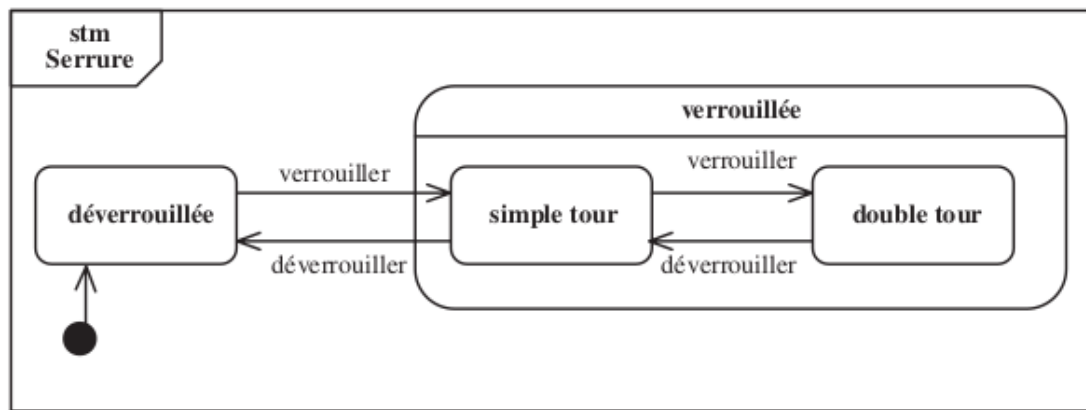 stm
Serrure
verrouillée
verrouiller
verrouiller
déverrouillée
simple tour
double tour
déverrouiller
déverrouiller